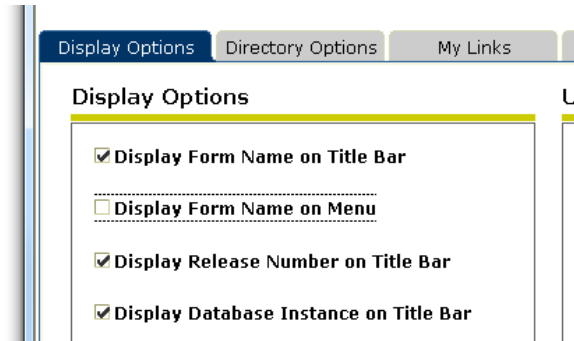 Display Options Directory Options My Links
Display Options
Display Form Name on Title Bar
Display Form Name on Menu
Display Release Number on Title Bar
Display Database Instance on Title Bar